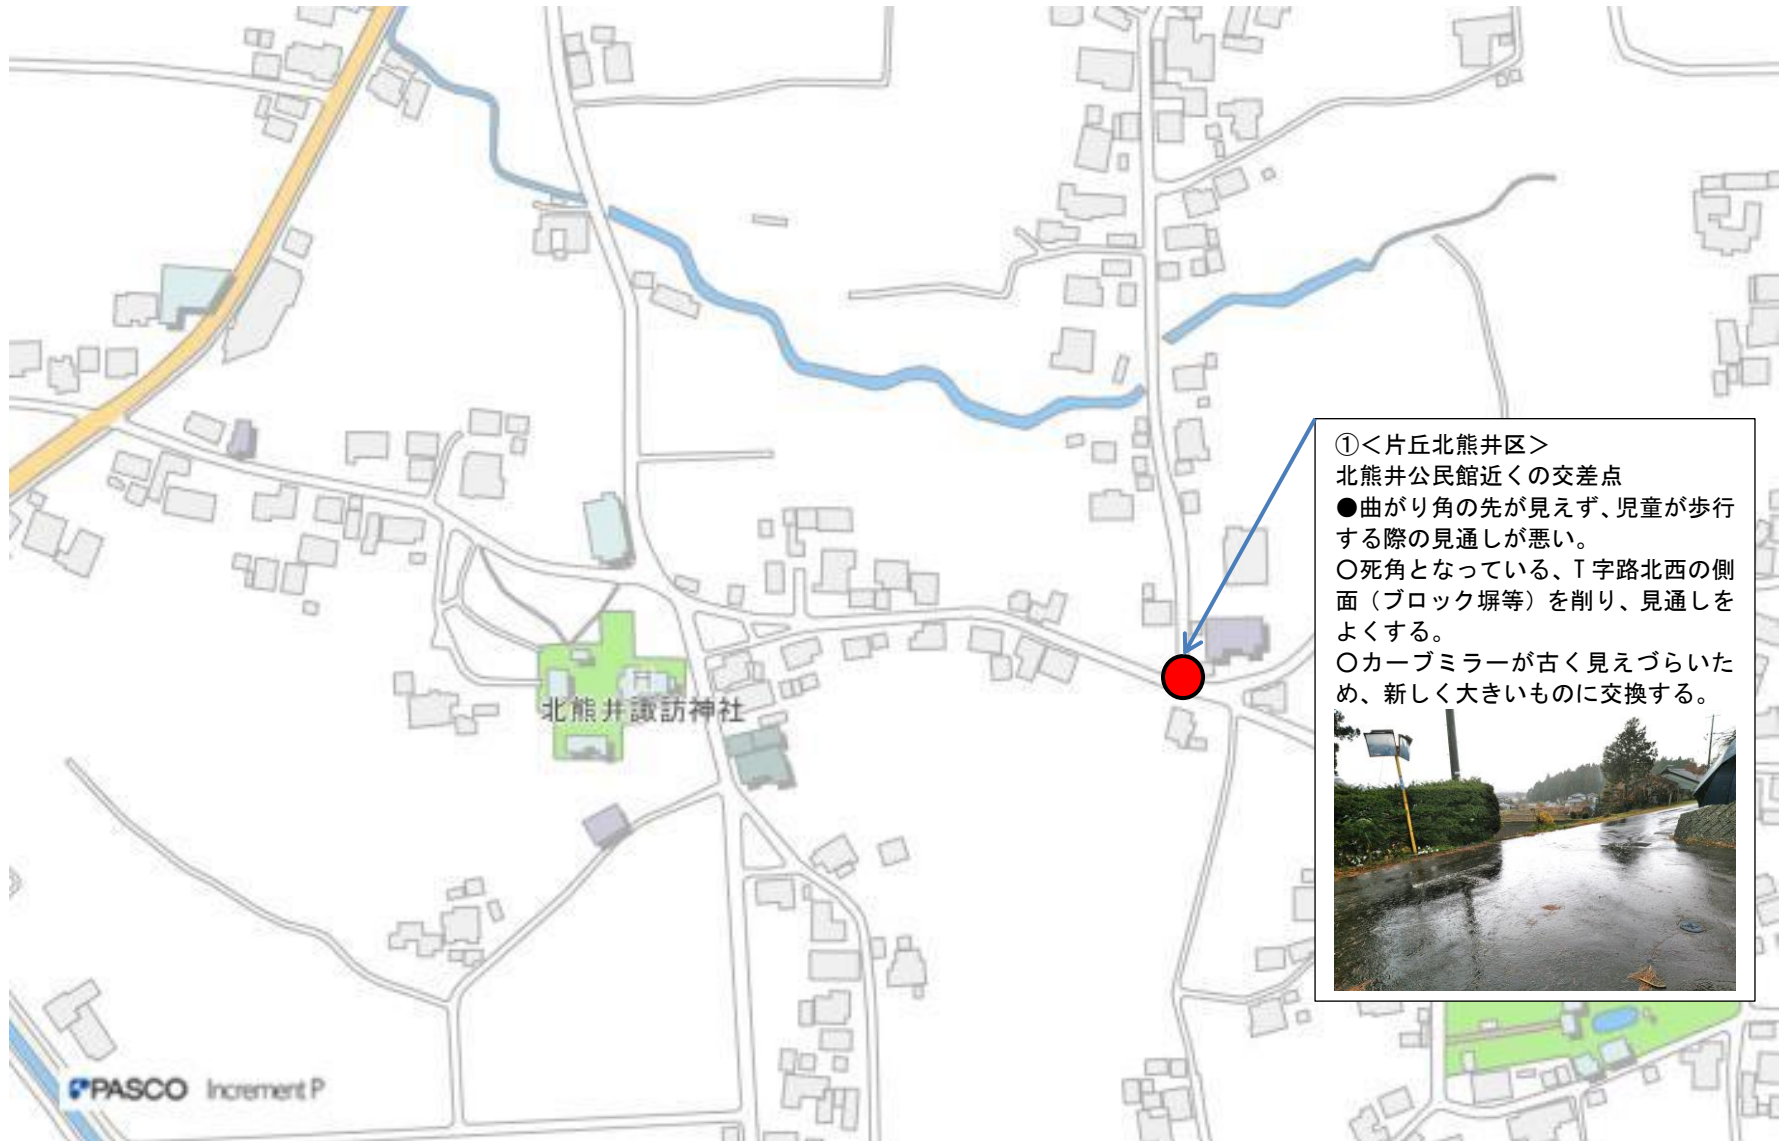 ①＜片丘北熊井区＞
北熊井公民館近くの交差点
●曲がり角の先が見えず、児童が歩行
する際の見通しが悪い。
〇死角となっている、T字路北西の側
面（ブロック塀等）を削り、見通しを
よくする。
〇カーブミラーが古く見えづらいた
め、新しく大きいものに交換する。
北熊井諏訪神社
PASCO Increment P